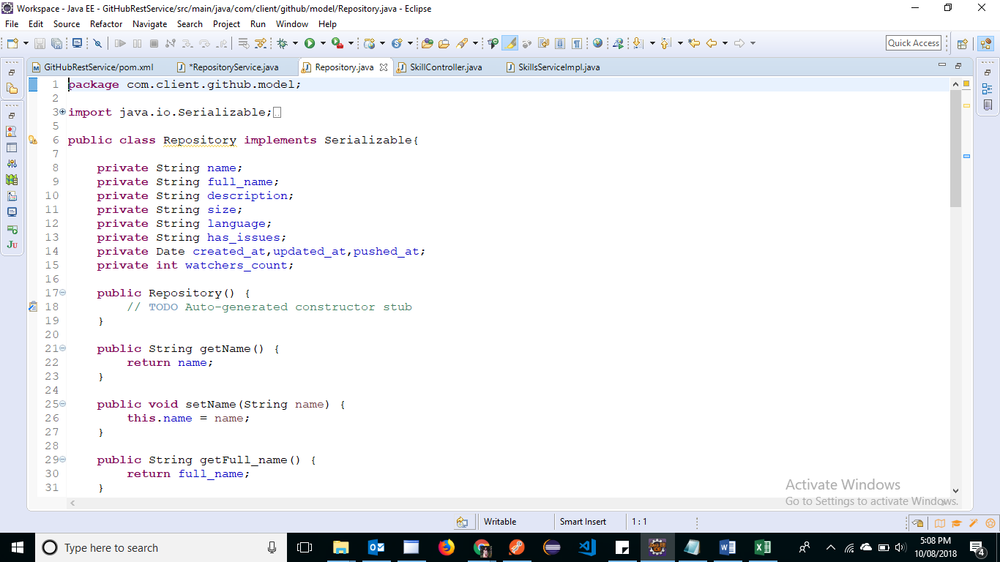 Workspace - Java EE - GitHubRestService/src/main/java/com/client/github/model/Repository.java - Eclipse
File Edit Source Refactor Navigate Search Project Run Window Help
Quick Access
GitHubRestService/pom.xml *RepositoryService.java Repository.java SkillController.java SkillsServiceImpl.java
1 package com.client.github.model;
2
3 import java.io.Serializable;
5
6 public class Repository implements Serializable{
7
8 private String name;
9 private String full_name;
10 private String description;
11 private String size;
12 private String language;
13 private String has_issues;
14 private Date created_at,updated_at,pushed_at;
15 private int watchers_count;
16
17 public Repository() {
18 // TODO Auto-generated constructor stub
19 }
20
21 public String getName() {
22 return name;
23 }
24
25 public void setName(String name) {
26 this.name = name;
27 }
28
29 public String getFull_name() {
30 return full_name;
31 }
Activate Windows
Go to Settings to activate Windows.
Writable Smart Insert 1 : 1
Type here to search
5:08 PM
10/08/2018
4